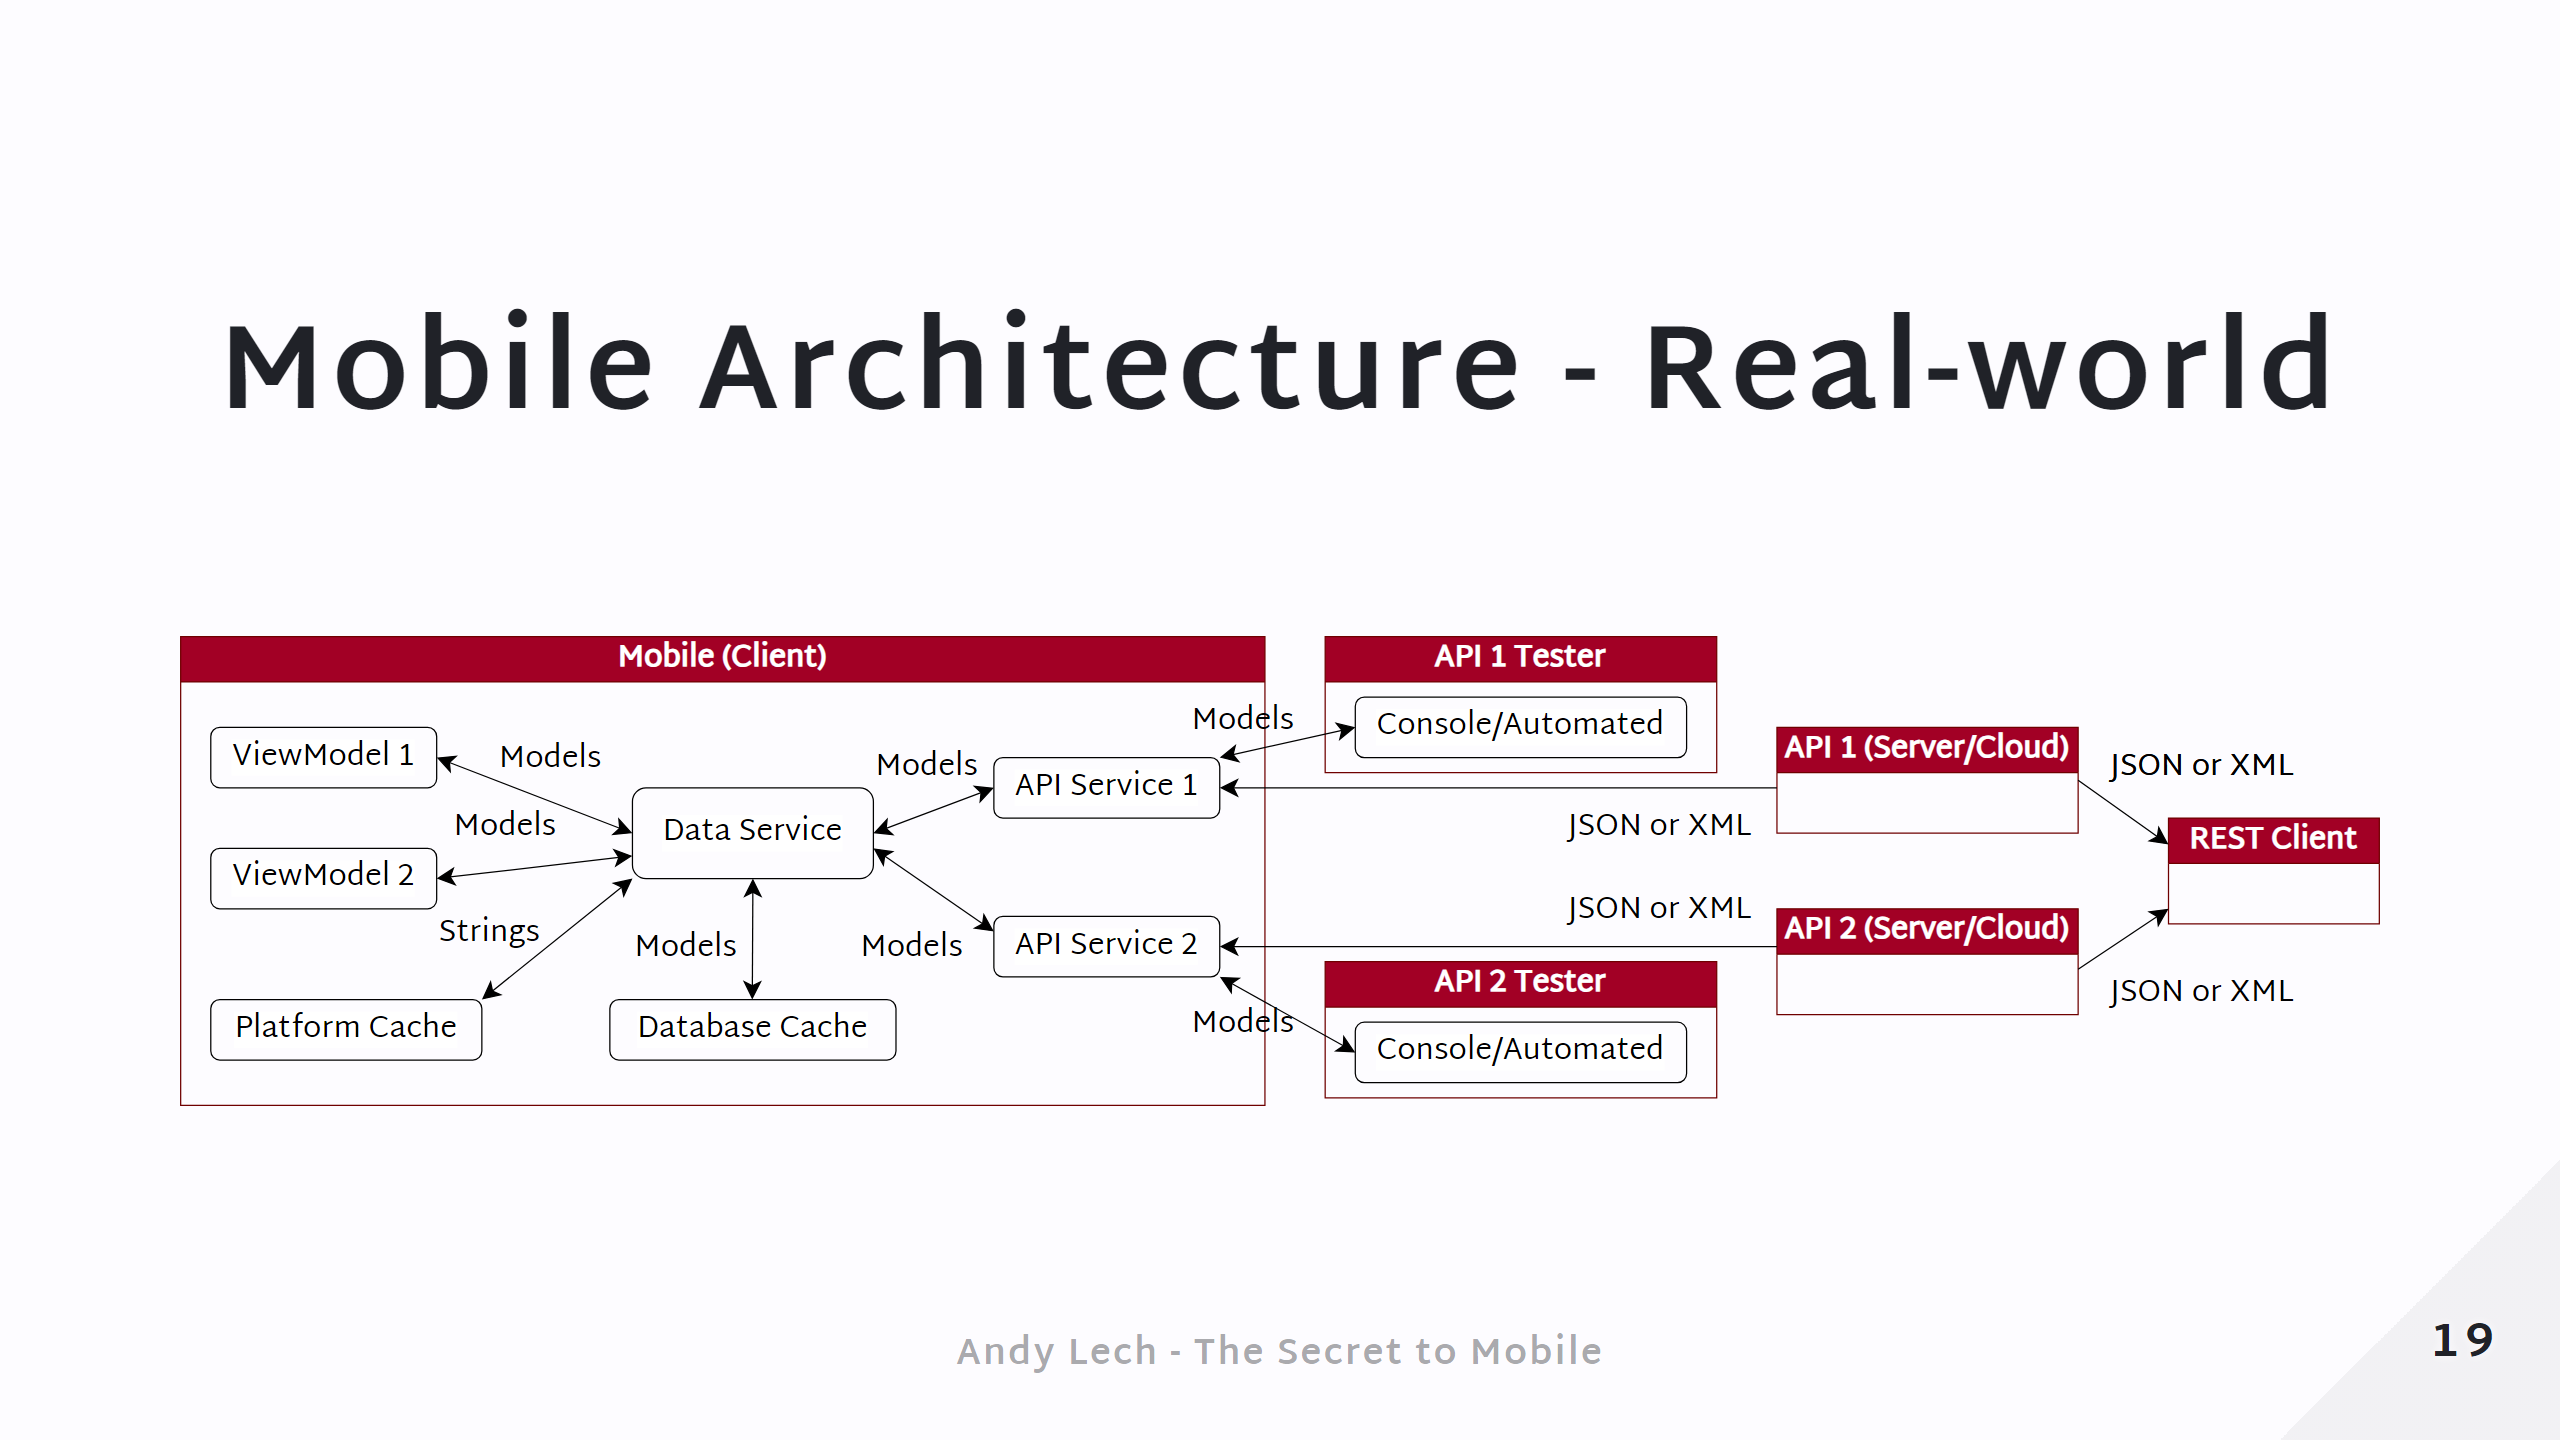 Mobile Architecture - Real-world
Mobile (Client)
ViewModel 1
Models
ViewModel 2
Models
Strings
Platform Cache
Data Service
Models
Database Cache
Models
API Service 1
Models
API Service 2
Models
API 1 Tester
Console/Automated
JSON or XML
JSON or XML
Models
API 2 Tester
Console/Automated
API 1 (Server/Cloud)
API 2 (Server/Cloud)
JSON or XML
REST Client
JSON or XML
Andy Lech - The Secret to Mobile
19